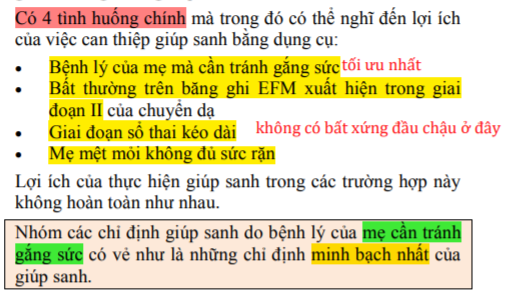 Có 4 tình huống chính mà trong đó có thể nghĩ đến lợi ích
của việc can thiệp giúp sanh bằng dụng cụ:
• Bệnh lý của mẹ mà cần tránh gắng sức tối ưu nhất
• Bất thường trên băng ghi EFM xuất hiện trong giai
đoạn II của chuyển dạ
• Giai đoạn sổ thai kéo dài không có bất xứng đầu chậu ở đây
• Mẹ mệt mỏi không đủ sức rặn
Lợi ích của thực hiện giúp sanh trong các trường hợp này
không hoàn toàn như nhau.
Nhóm các chỉ định giúp sanh do bệnh lý của mẹ cần tránh
gắng sức có vẻ như là những chỉ định minh bạch nhất của
giúp sanh.